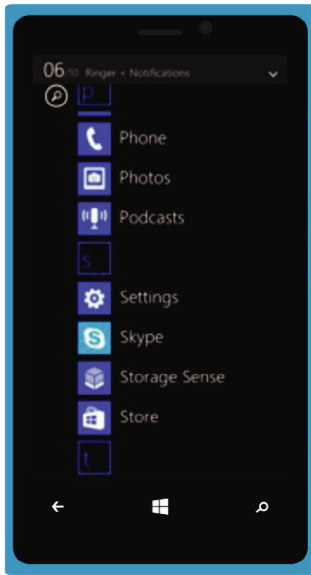 06/10 Ringer + Notifications
p
Phone
Photos
Podcasts
s
Settings
Skype
Storage Sense
Store
t